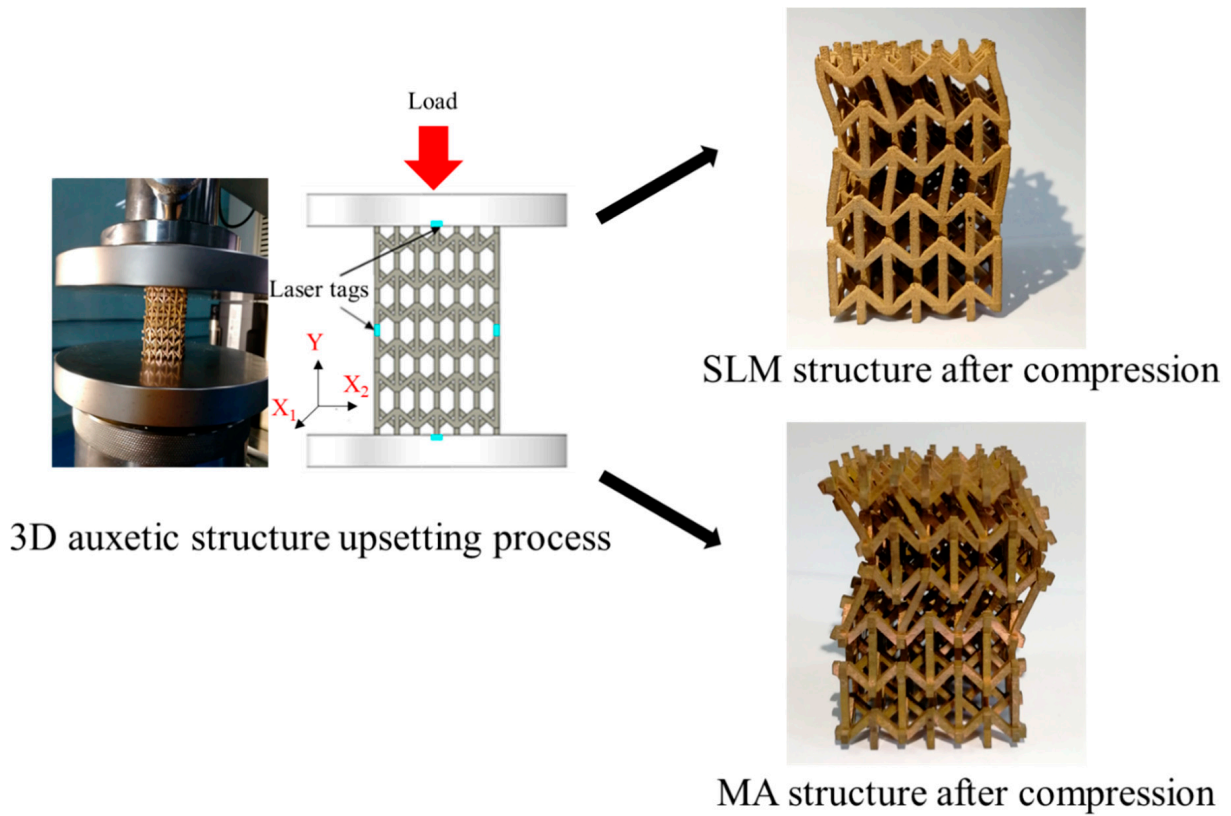 Load
Laser tags
Y
X2
X1
3D auxetic structure upsetting process
SLM structure after compression
MA structure after compression